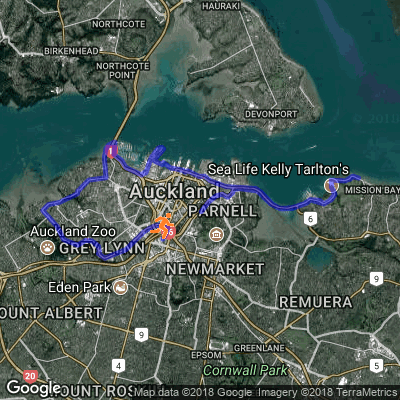 HAURAKI
NORTHCOTE
BIRKENHEAD
NORTHCOTE
POINT
DEVONPORT
Sea Life Kelly Tarlton's
MISSION BAY
Auckland
PARNELL
6
Auckland Zoo
GREY LYNN
NEWMARKET
Eden Park
REMUERA
OUNT ALBERT
9
9
GREENLANE
EPSOM
4
Cornwall Park
20
OUNT ROS
Google
Map data ©2018 Google Imagery ©2018 TerraMetrics